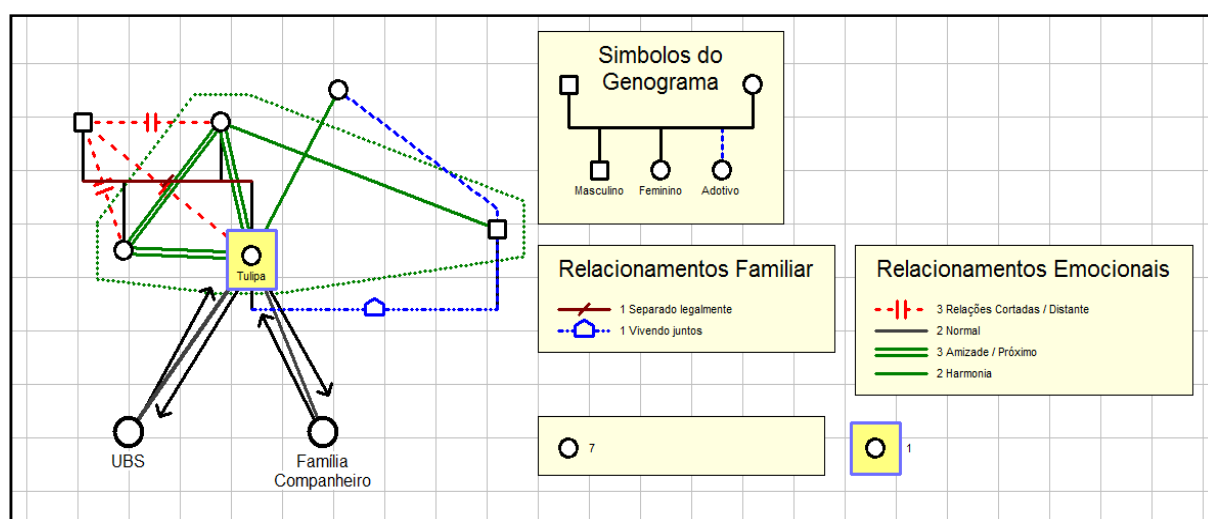 Simbolos do
Genograma
Masculino
Feminino
Adotivo
Tulipa
Relacionamentos Familiar
1 Separado legalmente
1 Vivendo juntos
Relacionamentos Emocionais
3 Relações Cortadas / Distante
2 Normal
3 Amizade / Próximo
2 Harmonia
UBS
Família
Companheiro
7
1